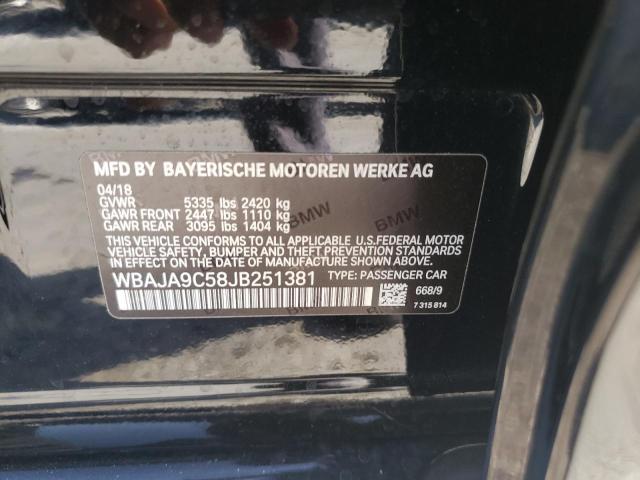 MFD BY BAYERISCHE MOTOREN WERKE AG
04/18
GVWR 5335 lbs 2420 kg
GAWR FRONT 2447 lbs 1110 kg
GAWR REAR 3095 lbs 1404 kg
THIS VEHICLE CONFORMS TO ALL APPLICABLE U.S.FEDERAL MOTOR
VEHICLE SAFETY, BUMPER AND THEFT PREVENTION STANDARDS
IN EFFECT ON THE DATE OF MANUFACTURE SHOWN ABOVE.
WBAJA9C58JB251381 TYPE: PASSENGER CAR
668/9
7 315 814